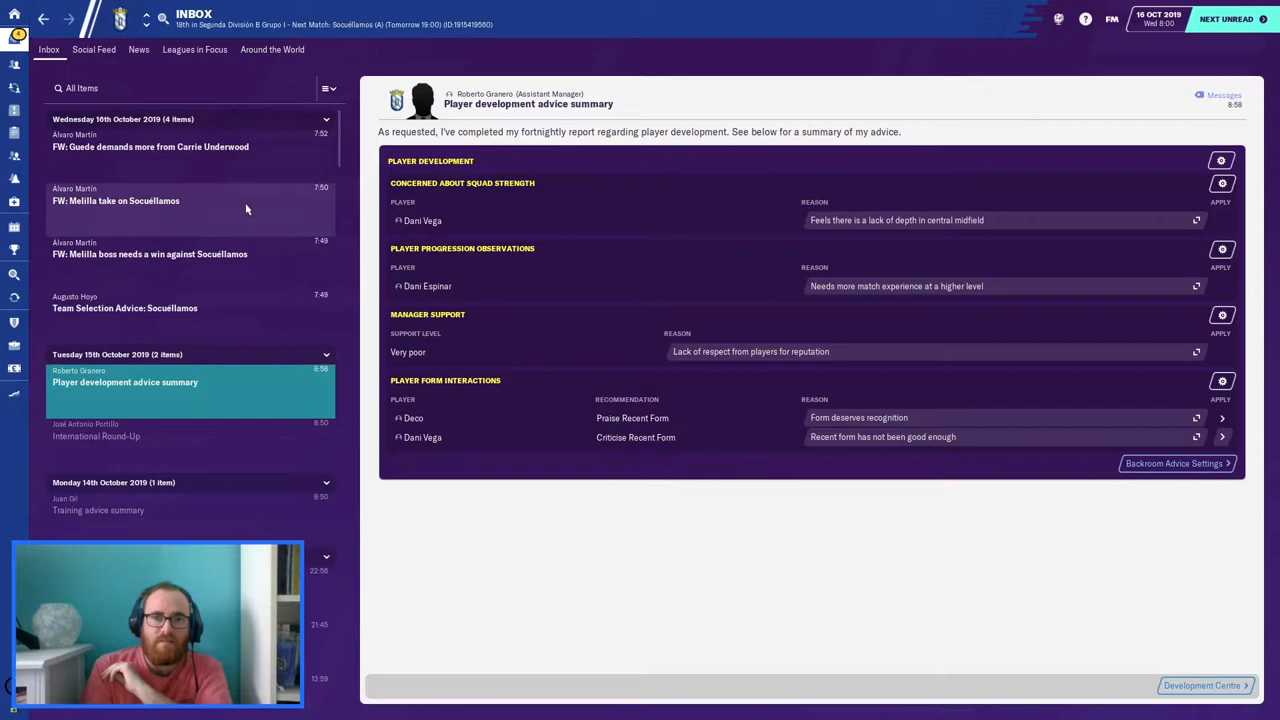 INBOX
18th in Segunda División B Grupo I - Next Match: Socuéllamos (A) (Tomorrow 19:00) (ID:1915419560)
FM
16 OCT 2019
Wed 8:00
NEXT UNREAD
4
Inbox
Social Feed
News
Leagues in Focus
Around the World
All Items
Wednesday 16th October 2019 (4 items)
Álvaro Martín
7:52
FW: Guede demands more from Carrie Underwood
Álvaro Martín
7:50
FW: Melilla take on Socuéllamos
Álvaro Martín
7:49
FW: Melilla boss needs a win against Socuéllamos
Augusto Hoyo
7:49
Team Selection Advice: Socuéllamos
Tuesday 15th October 2019 (2 items)
Roberto Granero
8:58
Player development advice summary
José Antonio Portillo
8:50
International Round-Up
Monday 14th October 2019 (1 item)
Juan Gil
8:50
Training advice summary
22:56
21:45
13:59
Roberto Granero (Assistant Manager)
Player development advice summary
Messages
8:58
As requested, I've completed my fortnightly report regarding player development. See below for a summary of my advice.
PLAYER DEVELOPMENT
CONCERNED ABOUT SQUAD STRENGTH
PLAYER
REASON
APPLY
Dani Vega
Feels there is a lack of depth in central midfield
PLAYER PROGRESSION OBSERVATIONS
PLAYER
REASON
APPLY
Dani Espinar
Needs more match experience at a higher level
MANAGER SUPPORT
SUPPORT LEVEL
REASON
APPLY
Very poor
Lack of respect from players for reputation
PLAYER FORM INTERACTIONS
PLAYER
RECOMMENDATION
REASON
APPLY
Deco
Praise Recent Form
Form deserves recognition
Dani Vega
Criticise Recent Form
Recent form has not been good enough
Backroom Advice Settings
Development Centre